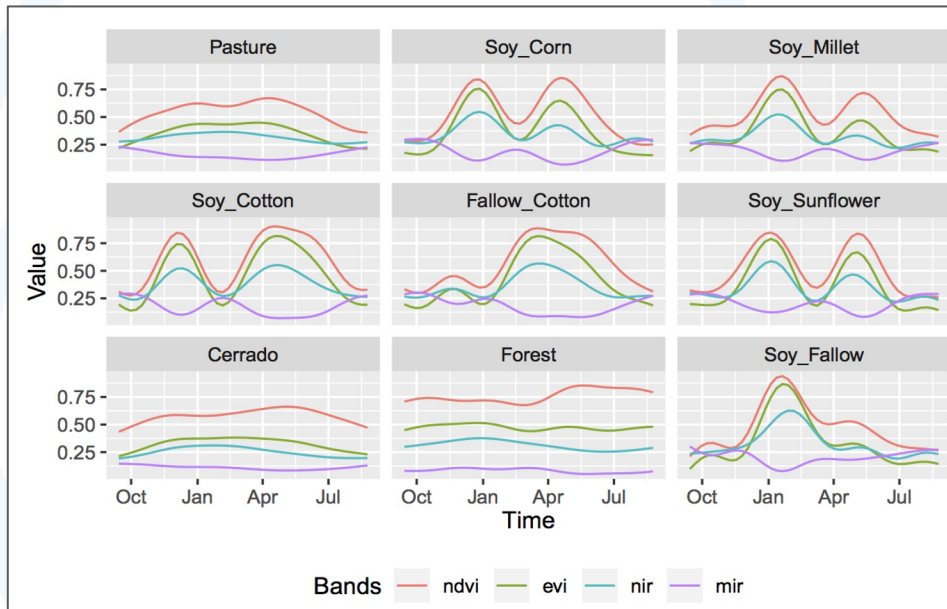 Pasture Soy_Corn Soy_Millet
0.75
0.50
0.25
Soy_Cotton Fallow_Cotton Soy_Sunflower
Value
0.75
0.50
0.25
Cerrado Forest Soy_Fallow
0.75
0.50
0.25
Oct Jan Apr Jul Oct Jan Apr Jul Oct Jan Apr Jul
Time
Bands ndvi evi nir mir